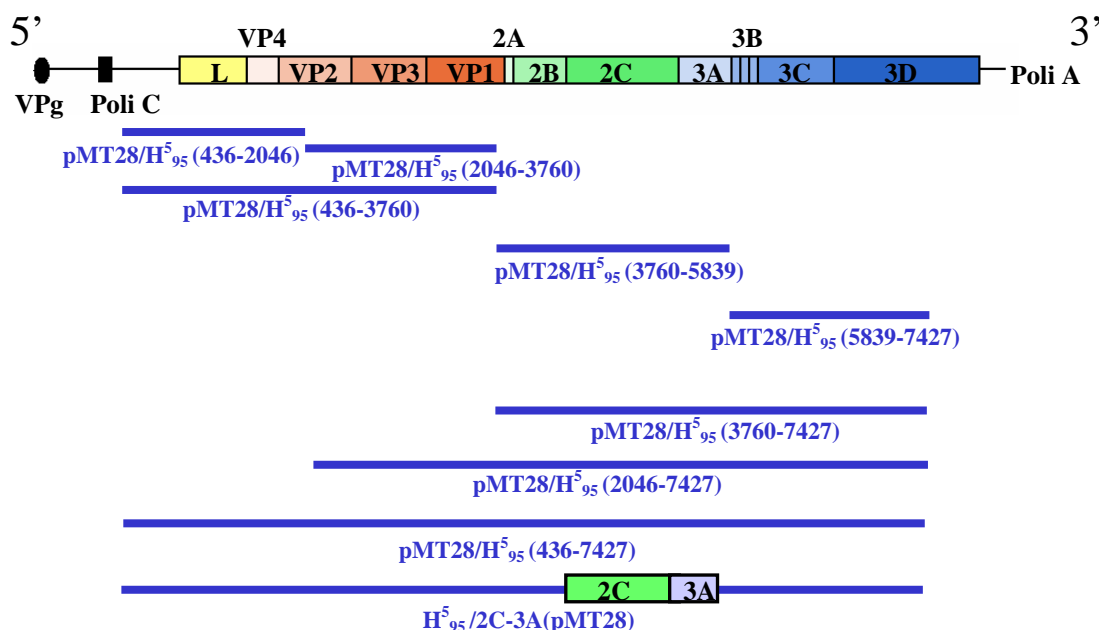 5’ 3’
VP4 2A 3B
L VP2 VP3 VP1 2B 2C 3A 3C 3D
VPg Poli C Poli A
pMT28/H⁵₉₅ (436-2046)
pMT28/H⁵₉₅ (2046-3760)
pMT28/H⁵₉₅ (436-3760)
pMT28/H⁵₉₅ (3760-5839)
pMT28/H⁵₉₅ (5839-7427)
pMT28/H⁵₉₅ (3760-7427)
pMT28/H⁵₉₅ (2046-7427)
pMT28/H⁵₉₅ (436-7427)
2C 3A
H⁵₉₅/2C-3A(pMT28)